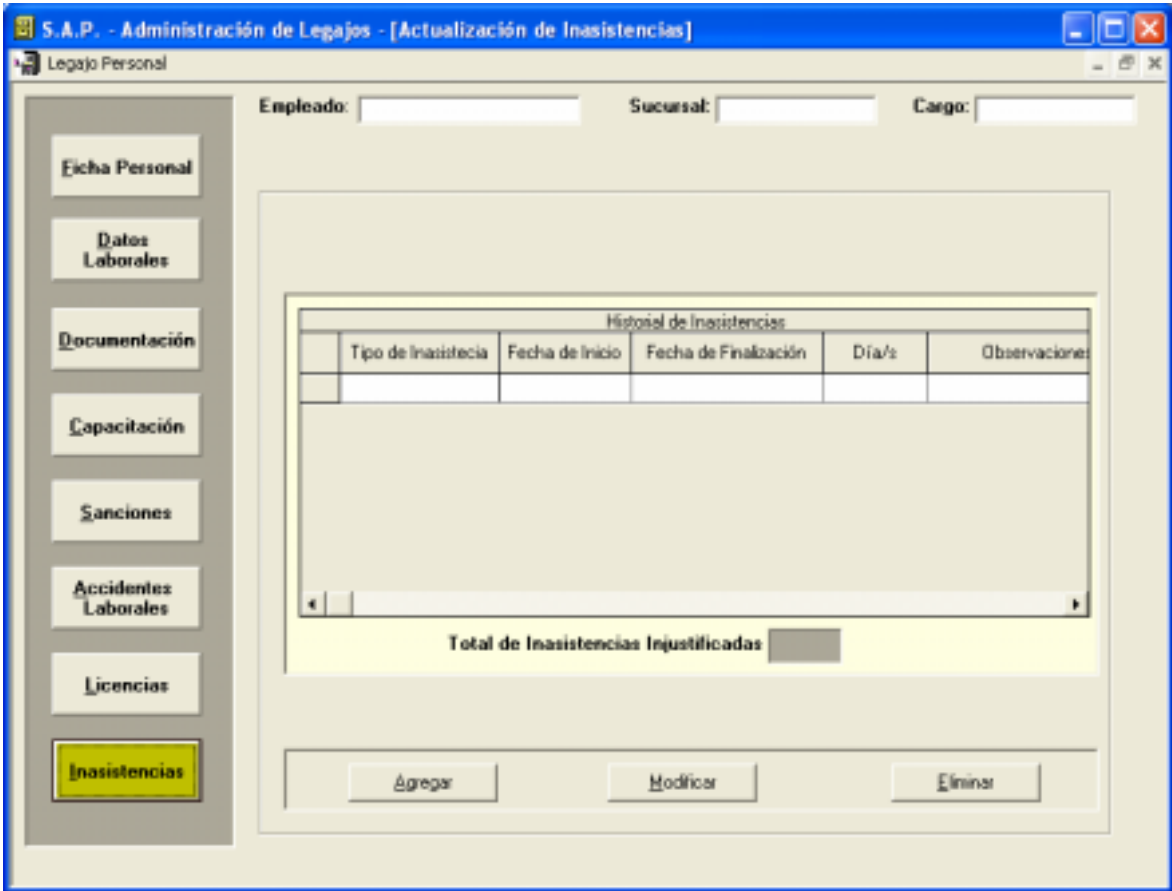 S.A.P. - Administración de Legajos - [Actualización de Inasistencias]
Legajo Personal
Empleado: Sucursal: Cargo:
Ficha Personal
Datos
Laborales
Documentación
Capacitación
Sanciones
Accidentes
Laborales
Licencias
Inasistencias
Historial de Inasistencias
Tipo de Inasistecia Fecha de Inicio Fecha de Finalización Día/s Observaciones
Total de Inasistencias Injustificadas
Agregar Modificar Eliminar